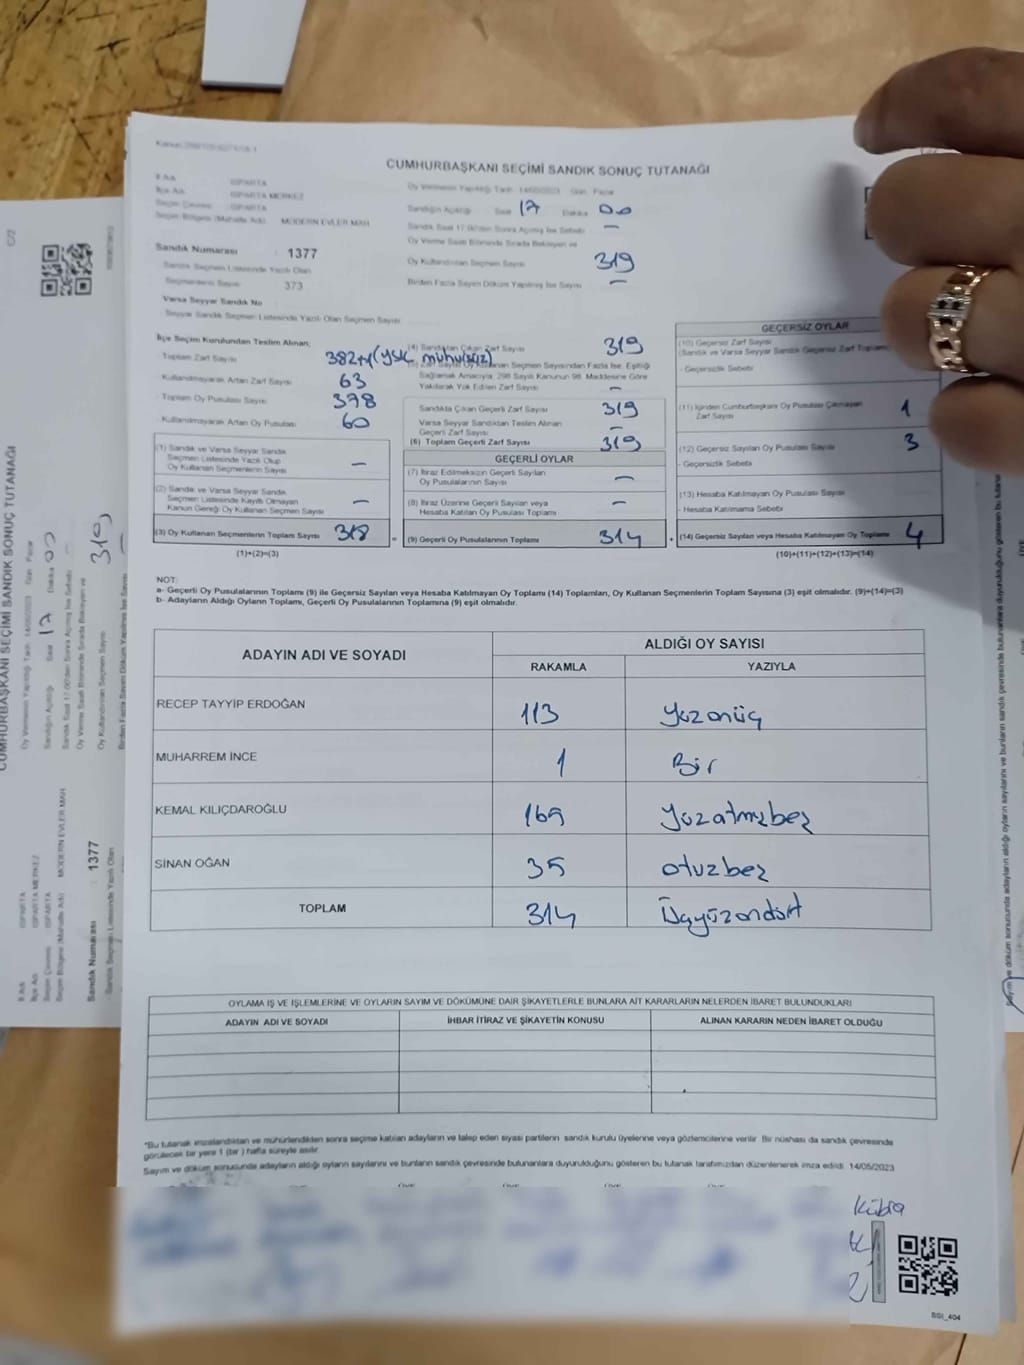 CUMHURBAŞKANI SEÇİMİ SANDIK SONUÇ TUTANAĞI
İl Adı ISPARTA
İlçe Adı ISPARTA MERKEZ
Seçim Çevresi ISPARTA
Seçim Bölgesi (Mahalle Adı) MODERN EVLER MAH
Oy Vermenin Yapıldığı Tarih 14/05/2023 Gün Pazar
Sandığın Açıldığı Saat 17 Dakika 00
Sandık Saat 17.00'den Sonra Açılmış İse Sebebi –
Oy Verme Saati Bitiminde Sırada Bekleyen ve
Oy Kullandırılan Seçmen Sayısı 319
Birden Fazla Sayım Döküm Yapılmış İse Sayısı –
Sandık Numarası : 1377
Sandık Seçmen Listesinde Yazılı Olan
Seçmenlerin Sayısı : 373
Varsa Seyyar Sandık No
Seyyar Sandık Seçmen Listesinde Yazılı Olan Seçmen Sayısı
İlçe Seçim Kurulundan Teslim Alınan;
- Toplam Zarf Sayısı 382+1(YSK mühürsüz)
- Kullanılmayarak Artan Zarf Sayısı 63
- Toplam Oy Pusulası Sayısı 378
- Kullanılmayarak Artan Oy Pusulası 60
(1) Sandık ve Varsa Seyyar Sandık
Seçmen Listesinde Yazılı Olup
Oy Kullanan Seçmenlerin Sayısı –
(2) Sandık ve Varsa Seyyar Sandık
Seçmen Listesinde Kayıtlı Olmayan
Kanun Gereği Oy Kullanan Seçmen Sayısı –
(3) Oy Kullanan Seçmenlerin Toplam Sayısı 318
(1)+(2)=(3)
(4) Sandıktan Çıkan Zarf Sayısı 319
(5) Zarf Sayısı Oy Kullanan Seçmen Sayısından Fazla İse, Eşitliği
Sağlamak Amacıyla, 298 Sayılı Kanunun 98. Maddesine Göre
Yakılarak Yok Edilen Zarf Sayısı –
Sandıkta Çıkan Geçerli Zarf Sayısı 319
Varsa Seyyar Sandıktan Teslim Alınan
Geçerli Zarf Sayısı –
(6) Toplam Geçerli Zarf Sayısı 319
GEÇERLİ OYLAR
(7) İtiraz Edilmeksizin Geçerli Sayılan
Oy Pusulalarının Sayısı –
(8) İtiraz Üzerine Geçerli Sayılan veya
Hesaba Katılan Oy Pusulası Toplamı –
(9) Geçerli Oy Pusulalarının Toplamı 314
GEÇERSİZ OYLAR
(10) Geçersiz Zarf Sayısı
(Sandık ve Varsa Seyyar Sandık Geçersiz Zarf Toplamı)
- Geçersizlik Sebebi
(11) İçinden Cumhurbaşkanı Oy Pusulası Çıkmayan
Zarf Sayısı 1
(12) Geçersiz Sayılan Oy Pusulası Sayısı 3
- Geçersizlik Sebebi
(13) Hesaba Katılmayan Oy Pusulası Sayısı
- Hesaba Katılmama Sebebi
(14) Geçersiz Sayılan veya Hesaba Katılmayan Oy Toplamı 4
(10)+(11)+(12)+(13)=(14)
NOT:
a- Geçerli Oy Pusulalarının Toplamı (9) ile Geçersiz Sayılan veya Hesaba Katılmayan Oy Pusulası Toplamı (14) Toplamları, Oy Kullanan Seçmenlerin Toplam Sayısına (3) eşit olmalıdır. (9)+(14)=(3)
b- Adayların Aldığı Oyların Toplamı, Geçerli Oy Pusulalarının Toplamına (9) eşit olmalıdır.
ADAYIN ADI VE SOYADI ALDIĞI OY SAYISI
RAKAMLA YAZIYLA
RECEP TAYYİP ERDOĞAN 113 yüzonüç
MUHARREM İNCE 1 Bir
KEMAL KILIÇDAROĞLU 165 yüzatmışbeş
SİNAN OĞAN 35 otuzbeş
TOPLAM 314 Üçyüzondört
OYLAMA İŞ VE İŞLEMLERİNE VE OYLARIN SAYIM VE DÖKÜMÜNE DAİR ŞİKAYETLERLE BUNLARA AİT KARARLARIN NELERDEN İBARET BULUNDUKLARI
ADAYIN ADI VE SOYADI İHBAR İTİRAZ VE ŞİKAYETİN KONUSU ALINAN KARARIN NEDEN İBARET OLDUĞU
*Bu tutanak imzalandıktan ve mühürlendikten sonra seçime katılan adayların ve talep eden siyasi partilerin sandık kurulu üyelerine veya gözlemcilerine verilir. Bir nüshası da sandık çevresinde
görülecek bir yere 1 (bir) hafta süreyle asılır.
Sayım ve döküm sonucunda adayların aldığı oyların sayılarını ve bunların sandık çevresinde bulunanlara duyurulduğunu gösteren bu tutanak tarafımızdan düzenlenerek imza edildi. 14/05/2023
Kübra
SSI_404